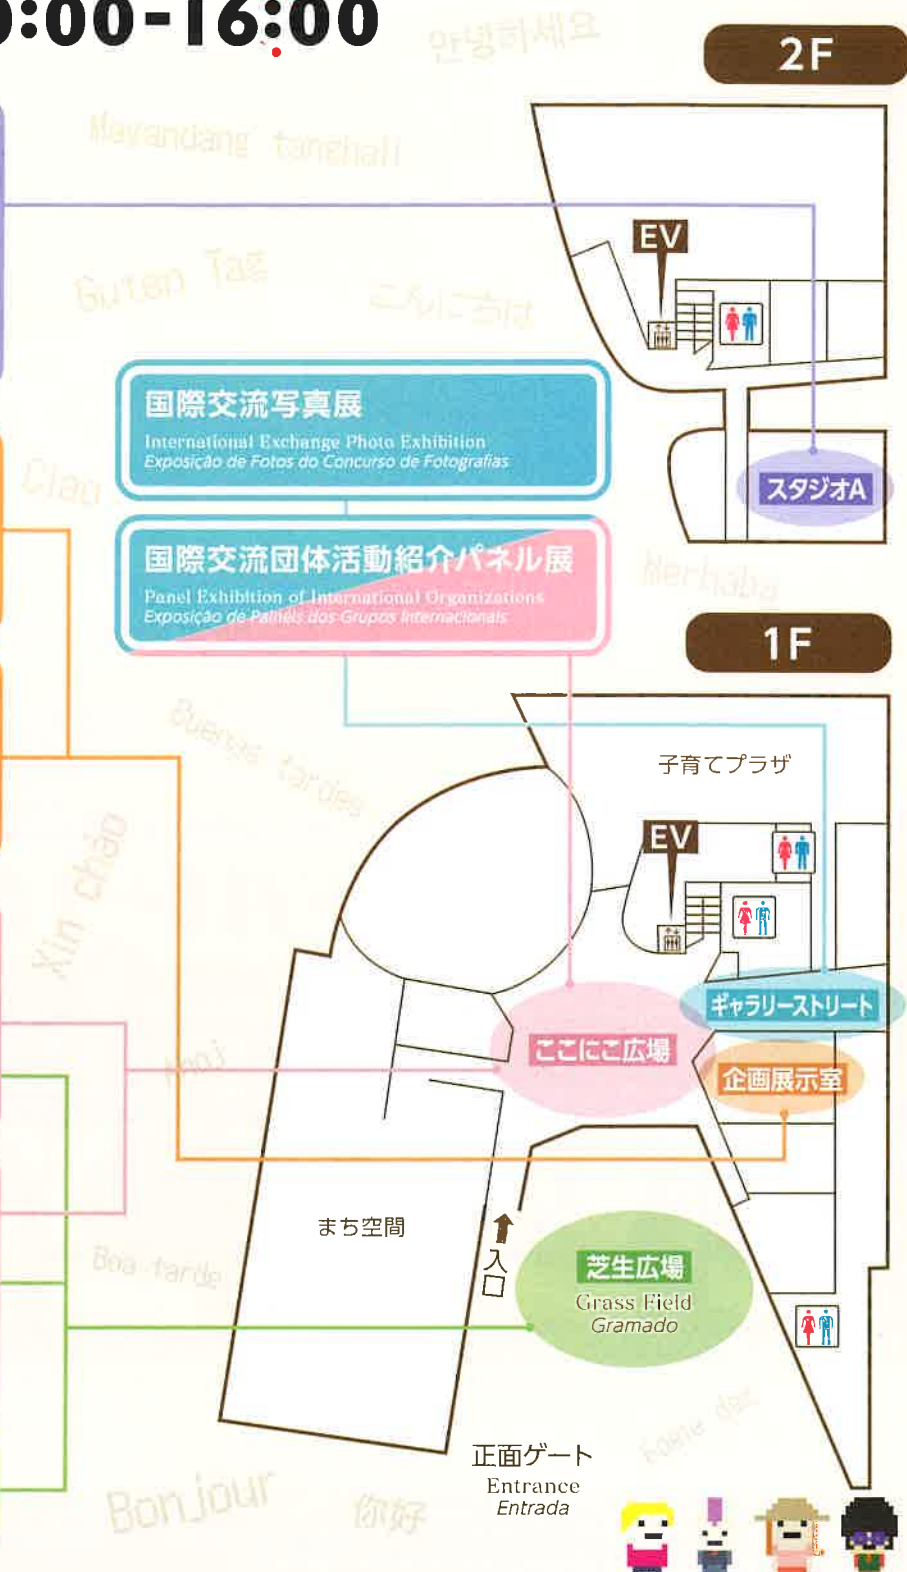 0:00-16:00
안녕하세요
2F
Mayandang tanghali
EV
Guten Tag
こんにちは
国際交流写真展
International Exchange Photo Exhibition
Exposição de Fotos do Concurso de Fotografias
Ciao
スタジオA
国際交流団体活動紹介パネル展
Panel Exhibition of International Organizations
Exposição de Painéis dos Grupos Internacionais
Merhaba
1F
Buenas tardes
子育てプラザ
EV
Xin chào
ギャラリーストリート
ここにこ広場
企画展示室
まち空間
入口
芝生広場
Grass Field
Gramado
Boa tarde
正面ゲート
Entrance
Entrada
Bonjour
你好